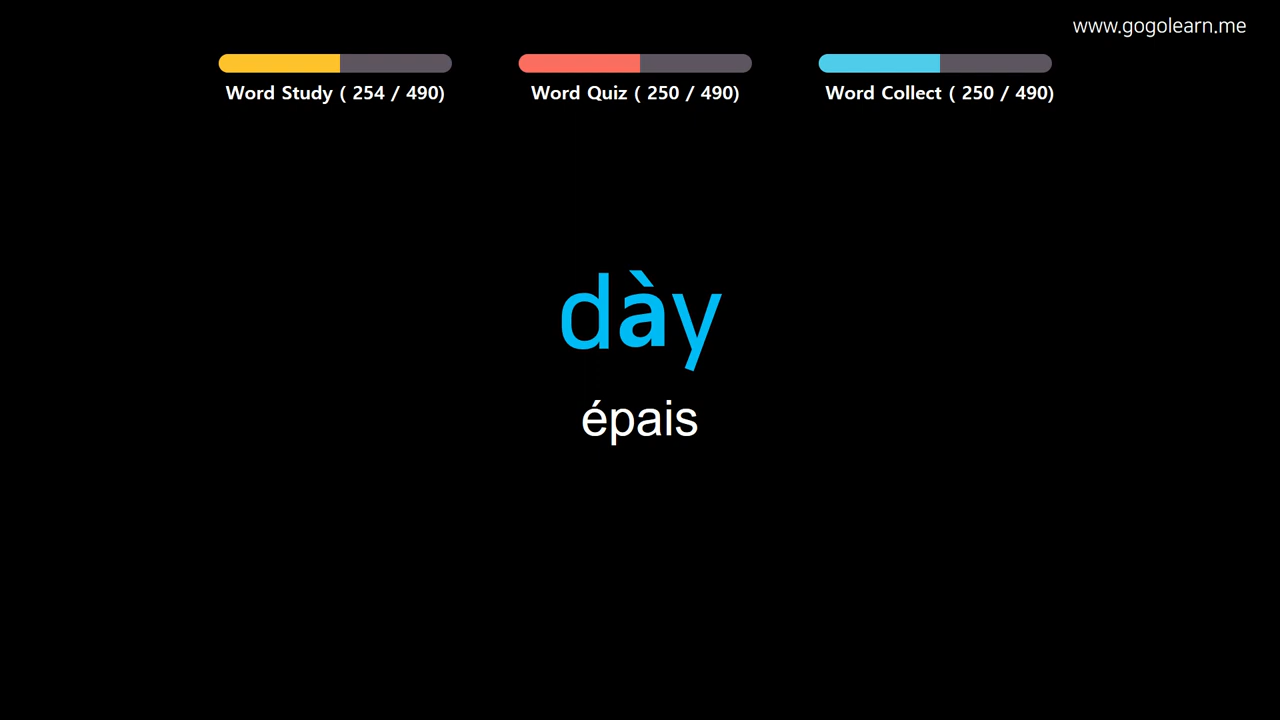 www.gogolearn.me
Word Study ( 254 / 490)
Word Quiz ( 250 / 490)
Word Collect ( 250 / 490)
dày
épais